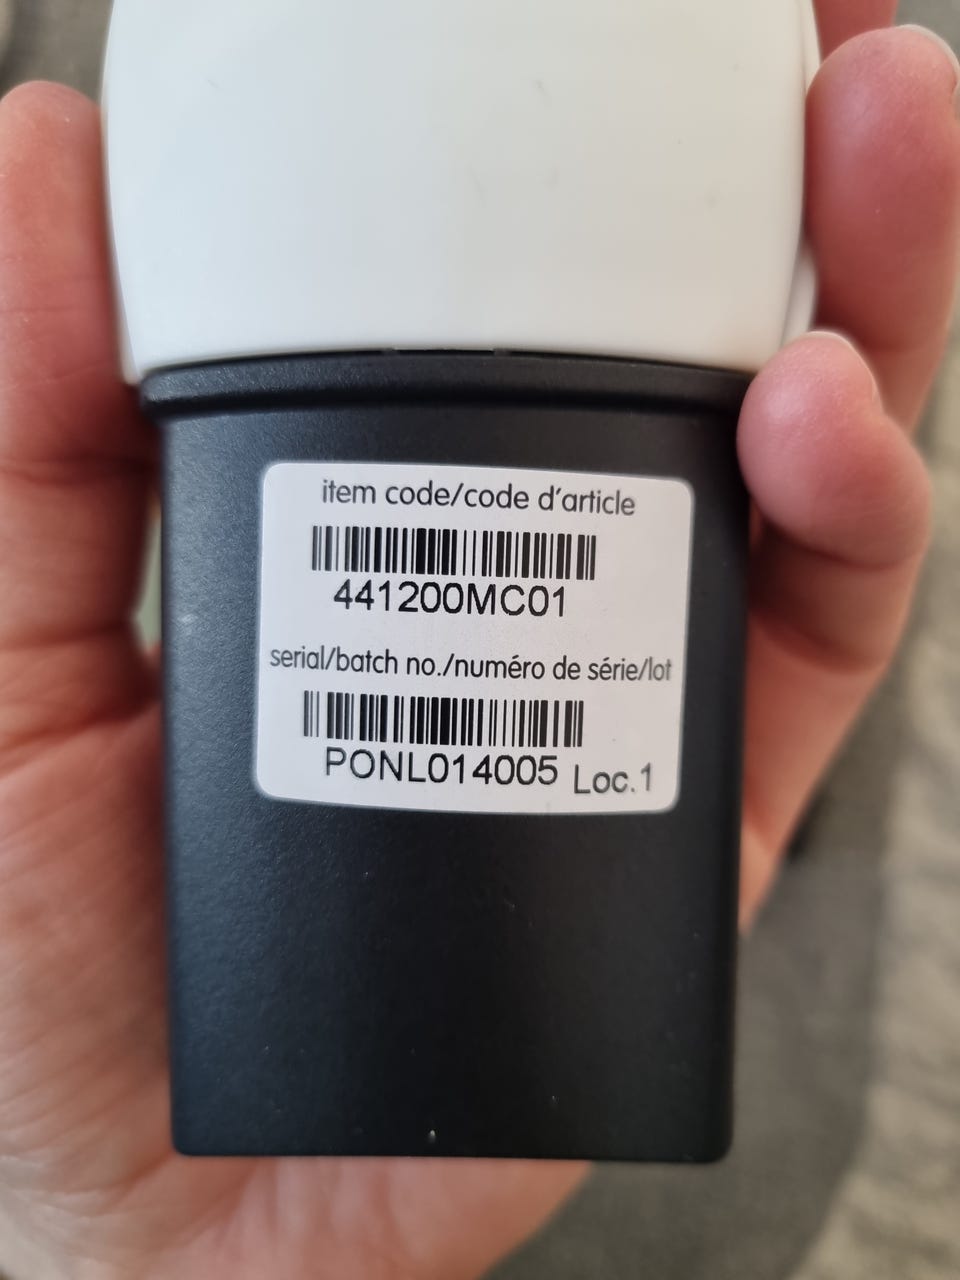 item code/code d'article
441200MC01
serial/batch no./numéro de série/lot
PONL014005 Loc.1